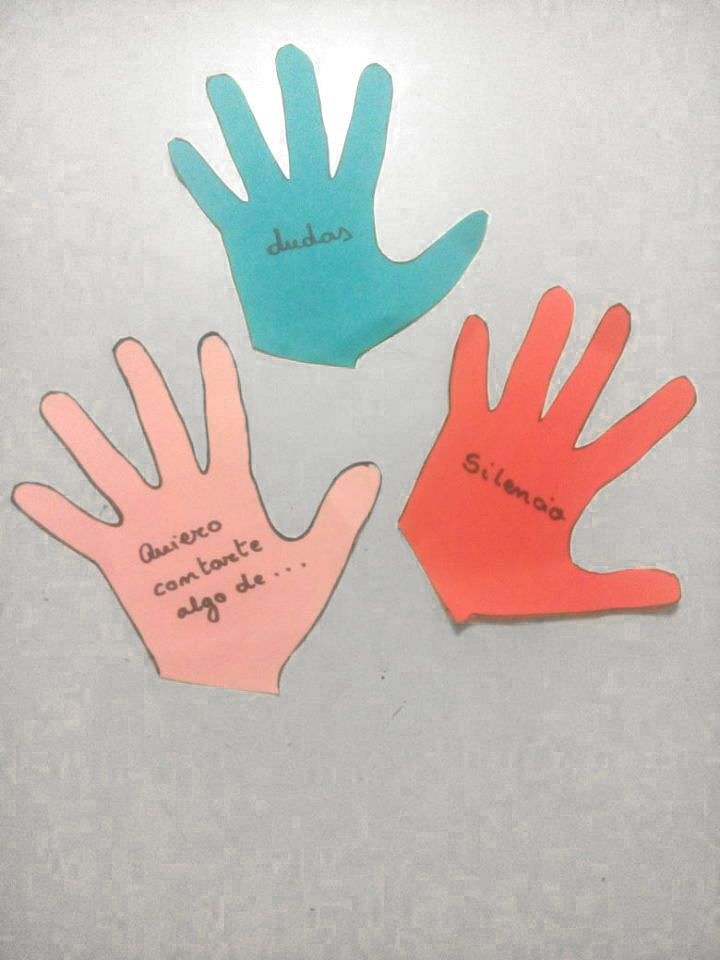 dudas
Silencio
Quiero
contarte
algo de...